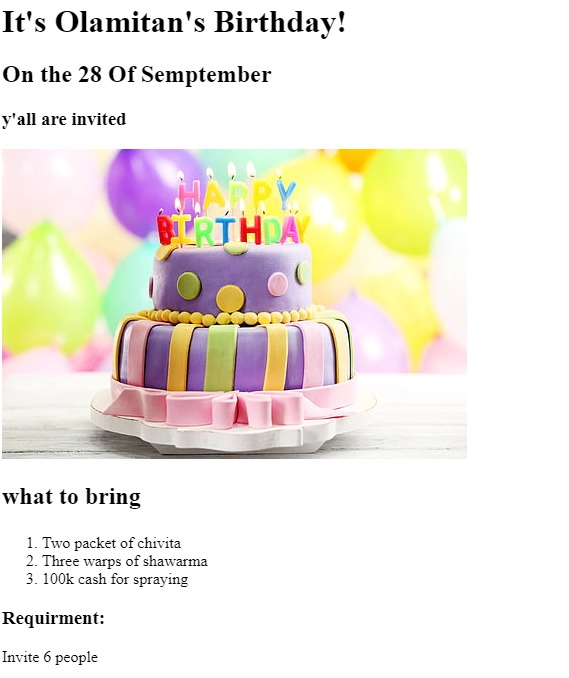 It's Olamitan's Birthday!
On the 28 Of Semptember
y'all are invited
HAPPY
BIRTHDAY
what to bring
1. Two packet of chivita
2. Three warps of shawarma
3. 100k cash for spraying
Requirment:
Invite 6 people